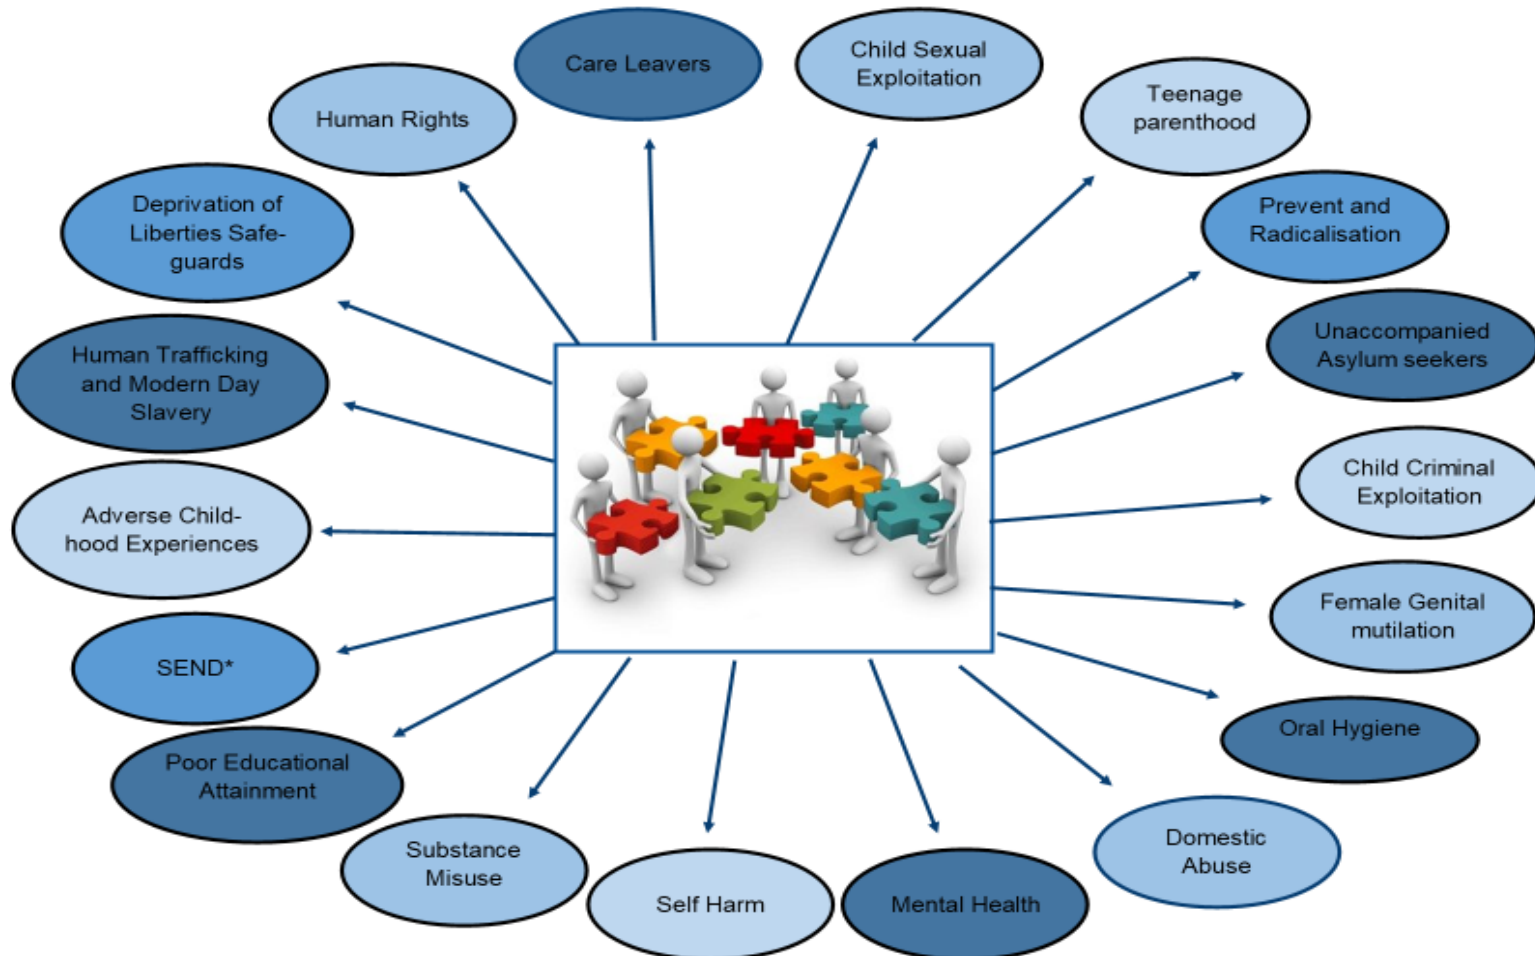 Care Leavers
Child Sexual
Exploitation
Teenage
parenthood
Human Rights
Prevent and
Radicalisation
Deprivation of
Liberties Safe-
guards
Unaccompanied
Asylum seekers
Human Trafficking
and Modern Day
Slavery
Child Criminal
Exploitation
Adverse Child-
hood Experiences
Female Genital
mutilation
SEND*
Oral Hygiene
Poor Educational
Attainment
Domestic
Abuse
Substance
Misuse
Self Harm
Mental Health